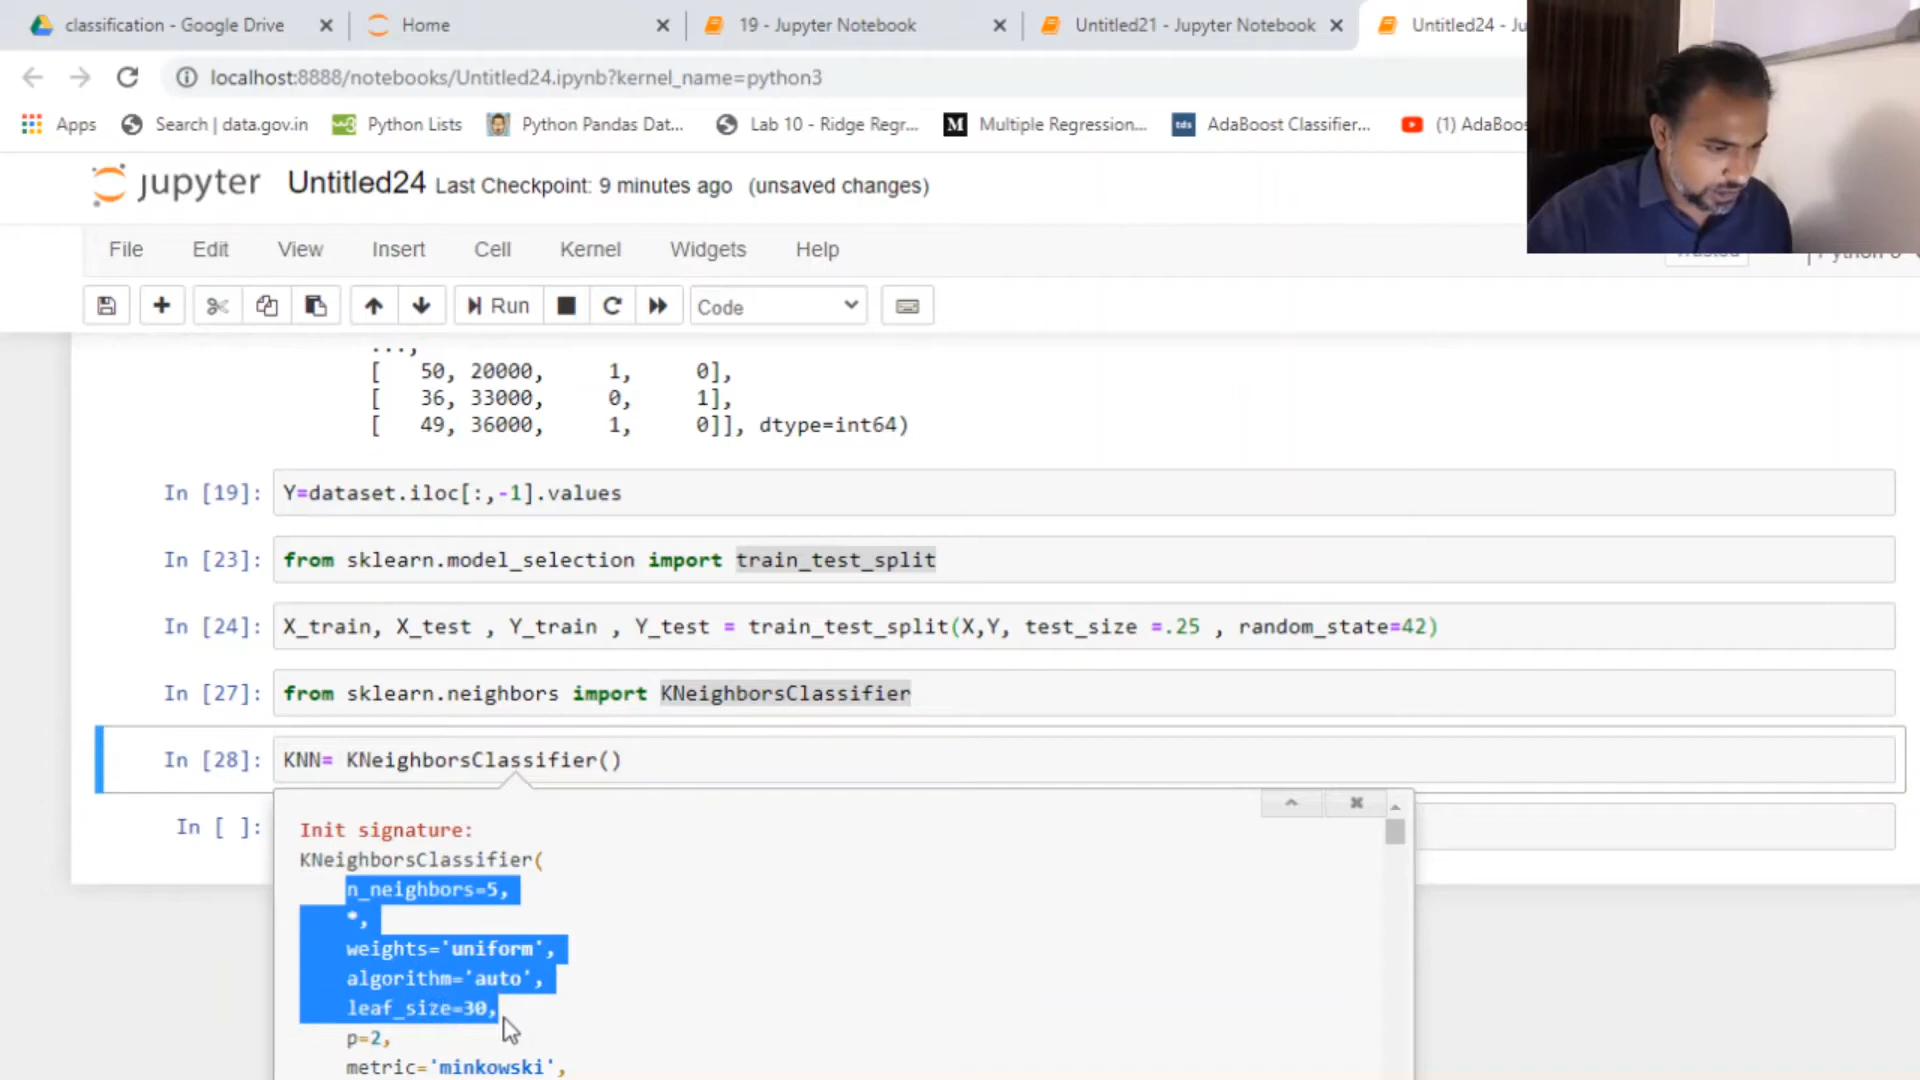 classification - Google Drive
Home
19 - Jupyter Notebook
Untitled21 - Jupyter Notebook
Untitled24 - Ju
localhost:8888/notebooks/Untitled24.ipynb?kernel_name=python3
Apps
Search | data.gov.in
Python Lists
Python Pandas Dat...
Lab 10 - Ridge Regr...
Multiple Regression...
AdaBoost Classifier...
(1) AdaBoos
jupyter Untitled24 Last Checkpoint: 9 minutes ago (unsaved changes)
File Edit View Insert Cell Kernel Widgets Help
Run
Code
...,
[ 50, 20000, 1, 0],
[ 36, 33000, 0, 1],
[ 49, 36000, 1, 0]], dtype=int64)
In [19]: Y=dataset.iloc[:,-1].values
In [23]: from sklearn.model_selection import train_test_split
In [24]: X_train, X_test , Y_train , Y_test = train_test_split(X,Y, test_size =.25 , random_state=42)
In [27]: from sklearn.neighbors import KNeighborsClassifier
In [28]: KNN= KNeighborsClassifier()
In [ ]:
Init signature:
KNeighborsClassifier(
n_neighbors=5,
*,
weights='uniform',
algorithm='auto',
leaf_size=30,
p=2,
metric='minkowski',